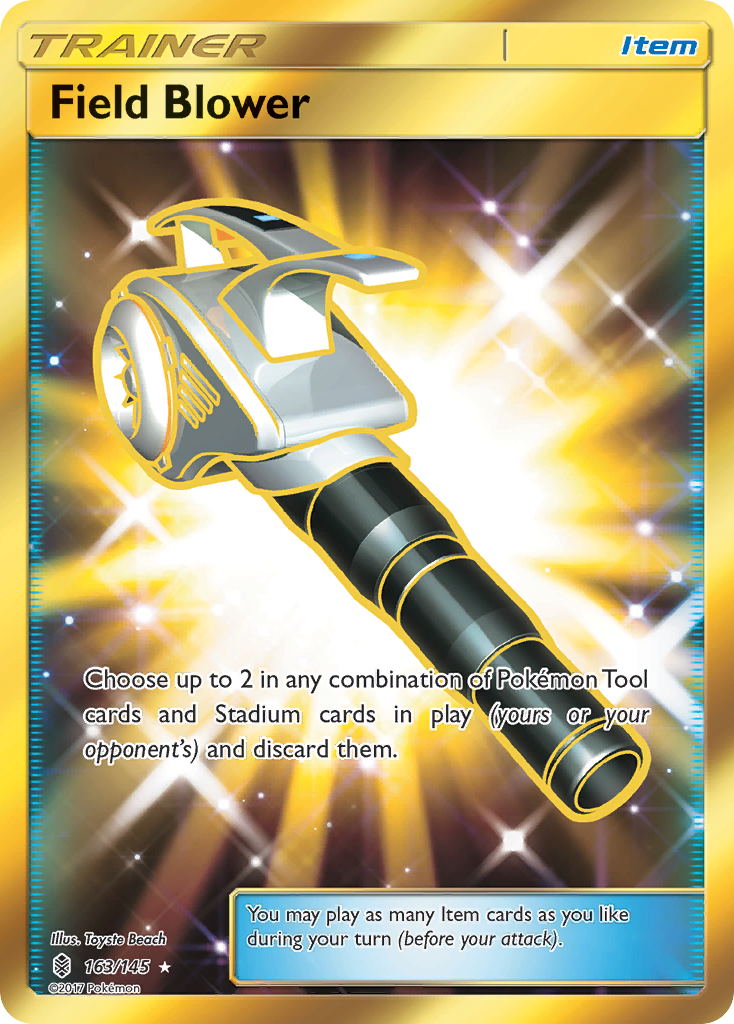 TRAINER
Item
Field Blower
Choose up to 2 in any combination of Pokémon Tool
cards and Stadium cards in play (yours or your
opponent's) and discard them.
You may play as many Item cards as you like
during your turn (before your attack).
Illus. Toyste Beach
163/145 ★
©2017 Pokémon